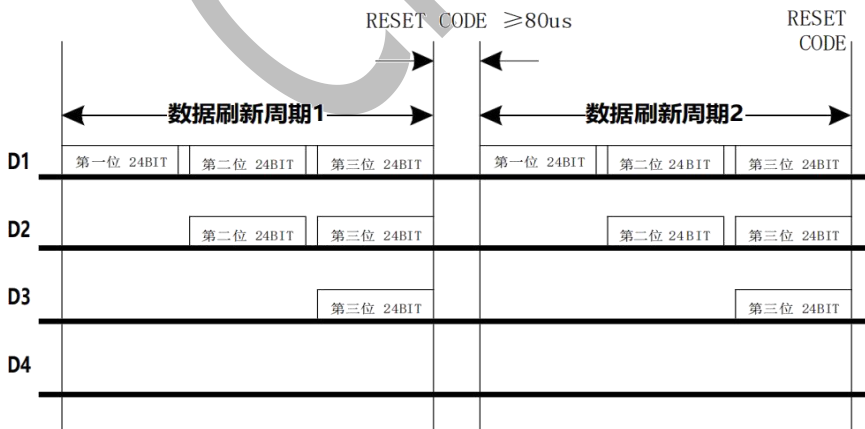 RESET CODE ≥80us
RESET
CODE
数据刷新周期1
数据刷新周期2
D1
第一位 24BIT
第二位 24BIT
第三位 24BIT
第一位 24BIT
第二位 24BIT
第三位 24BIT
D2
第二位 24BIT
第三位 24BIT
第二位 24BIT
第三位 24BIT
D3
第三位 24BIT
第三位 24BIT
D4